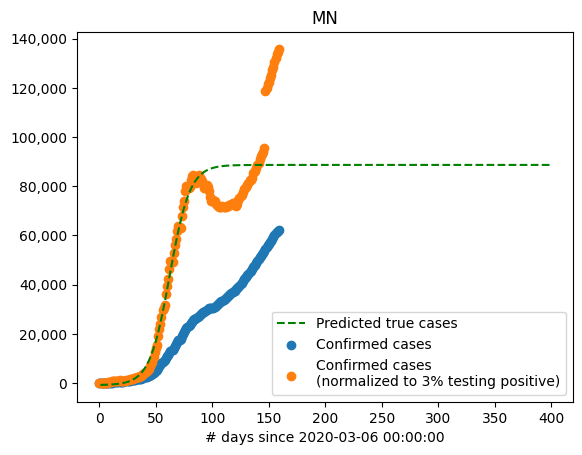 MN
140,000
120,000
100,000
80,000
60,000
40,000
20,000
0
0
50
100
150
200
250
300
350
400
Predicted true cases
Confirmed cases
Confirmed cases
(normalized to 3% testing positive)
# days since 2020-03-06 00:00:00